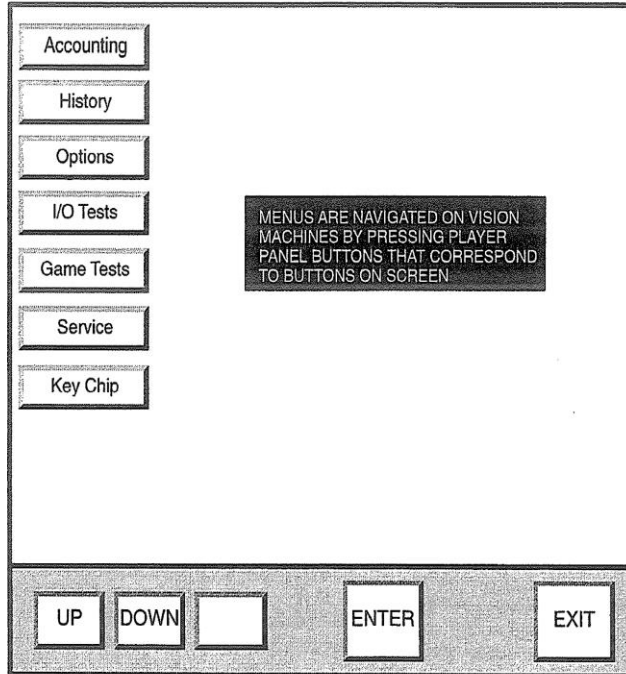 Accounting
History
Options
I/O Tests
Game Tests
Service
Key Chip
MENUS ARE NAVIGATED ON VISION
MACHINES BY PRESSING PLAYER
PANEL BUTTONS THAT CORRESPOND
TO BUTTONS ON SCREEN
UP
DOWN
ENTER
EXIT